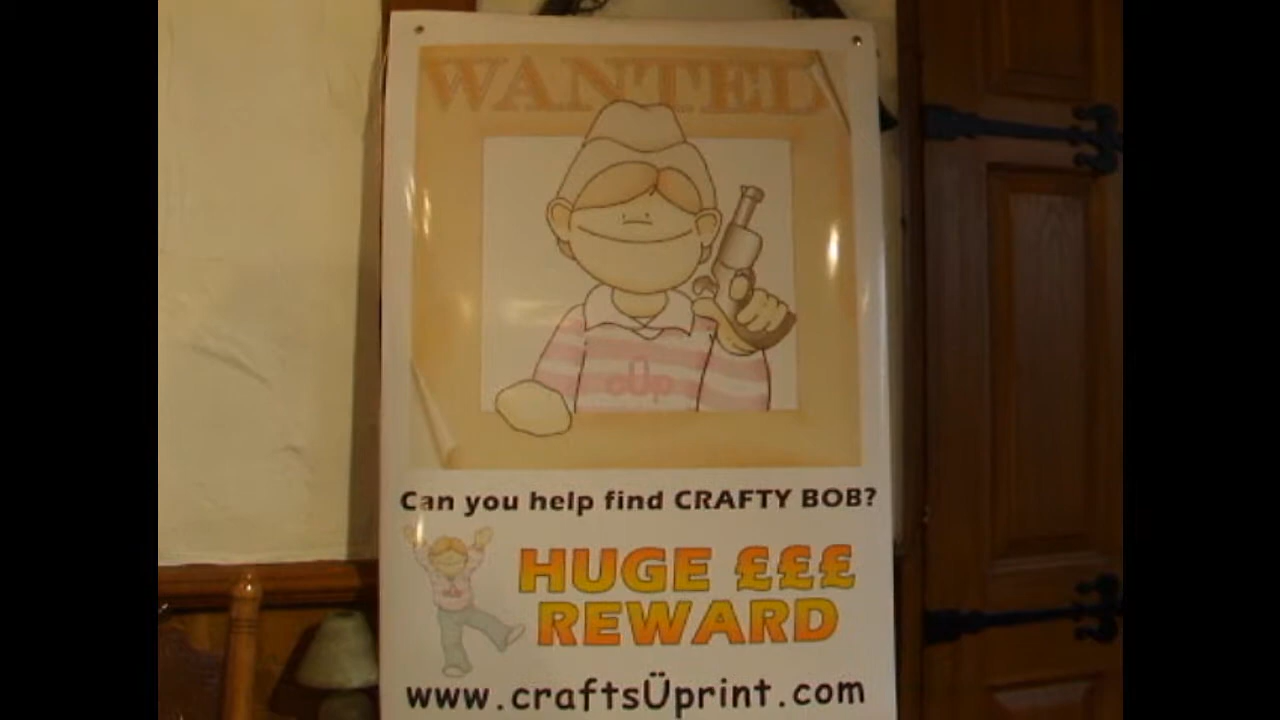 WANTED
cÜp
Can you help find CRAFTY BOB?
HUGE £££
REWARD
www.craftsÜprint.com